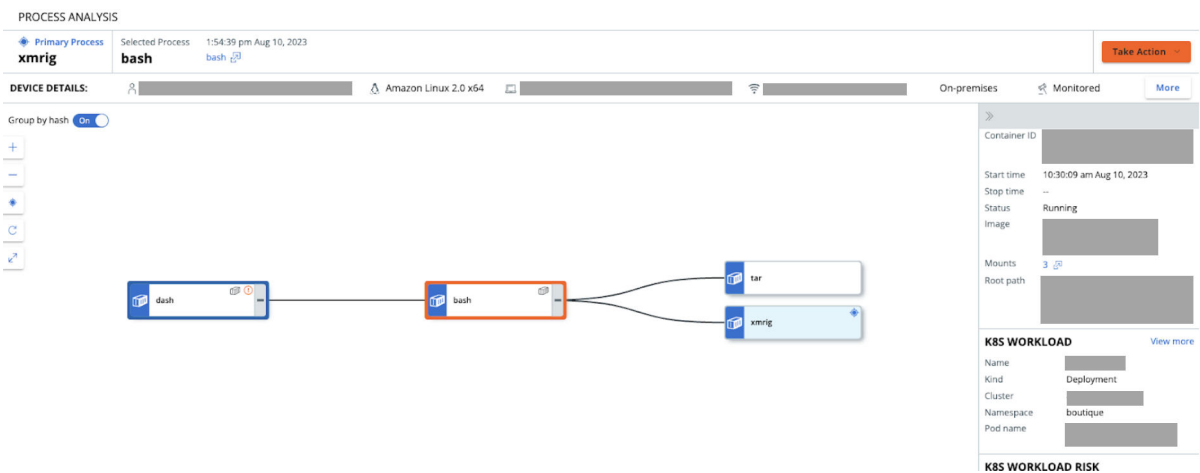 PROCESS ANALYSIS
Primary Process Selected Process 1:54:39 pm Aug 10, 2023
xmrig bash bash
Take Action
DEVICE DETAILS: Amazon Linux 2.0 x64 On-premises Monitored More
Group by hash On
Container ID
Start time 10:30:09 am Aug 10, 2023
Stop time --
Status Running
Image
Mounts 3
Root path
dash
bash
tar
xmrig
K8S WORKLOAD View more
Name
Kind Deployment
Cluster
Namespace boutique
Pod name
K8S WORKLOAD RISK